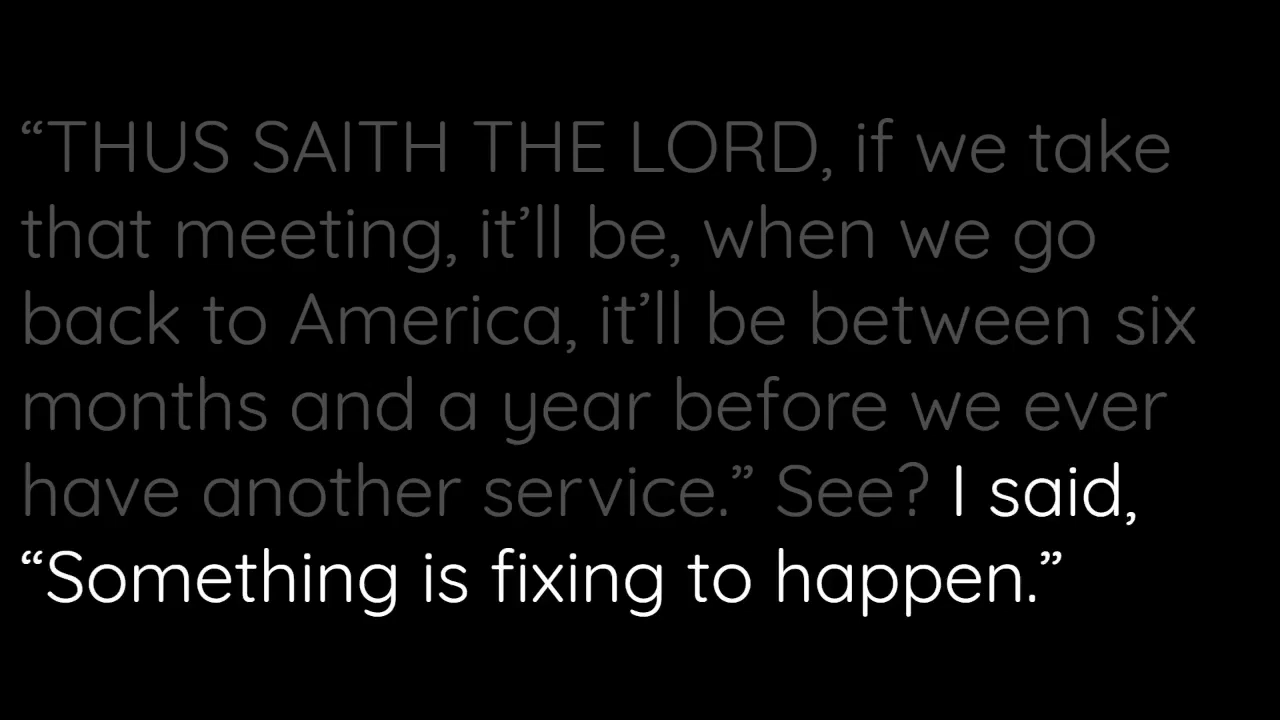 “THUS SAITH THE LORD, if we take
that meeting, it’ll be, when we go
back to America, it’ll be between six
months and a year before we ever
have another service.” See? I said,
“Something is fixing to happen.”